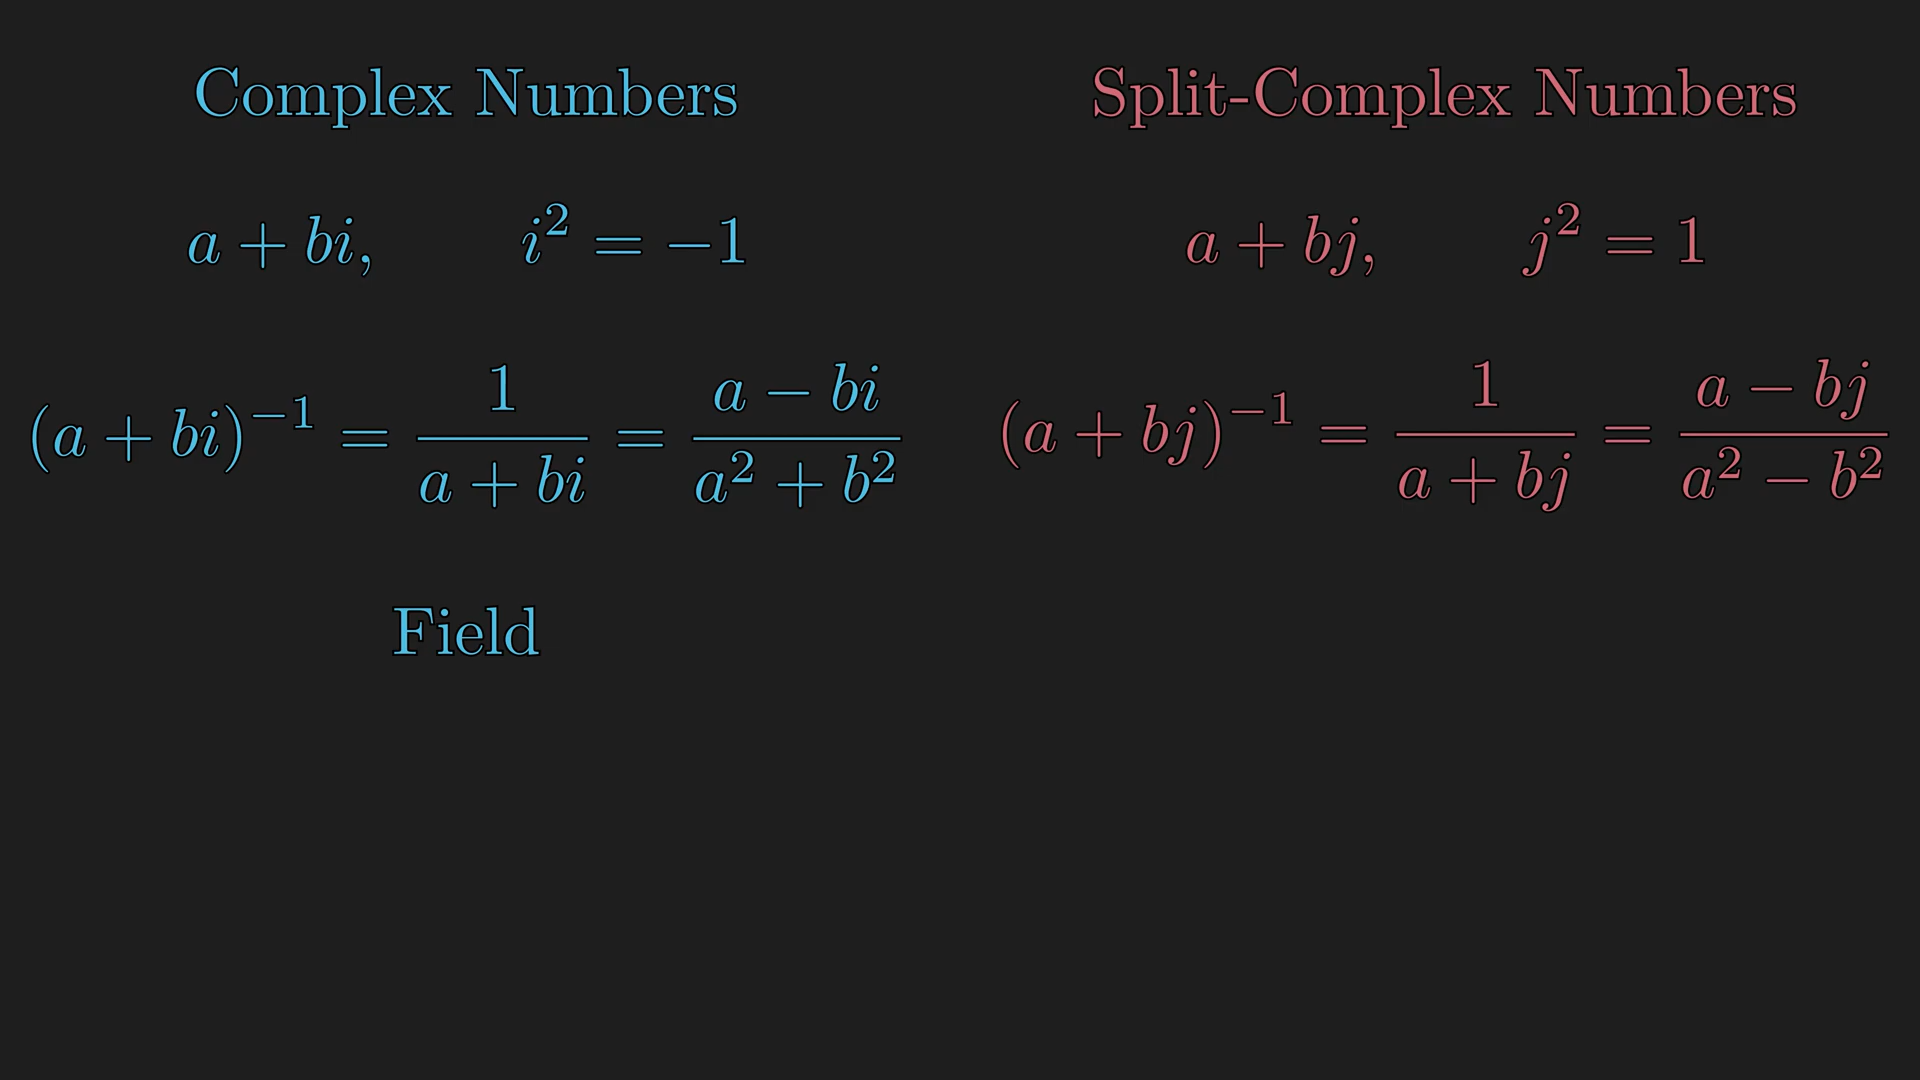 Complex Numbers
a + bi, i² = −1
(a + bi)⁻¹ = 1/(a + bi) = (a − bi)/(a² + b²)
Field
Split-Complex Numbers
a + bj, j² = 1
(a + bj)⁻¹ = 1/(a + bj) = (a − bj)/(a² − b²)